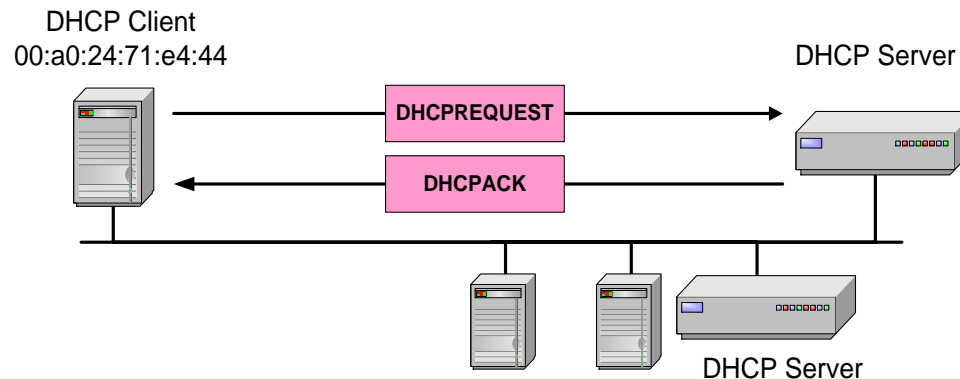 DHCP Client
00:a0:24:71:e4:44
DHCP Server
DHCPREQUEST
DHCPACK
DHCP Server